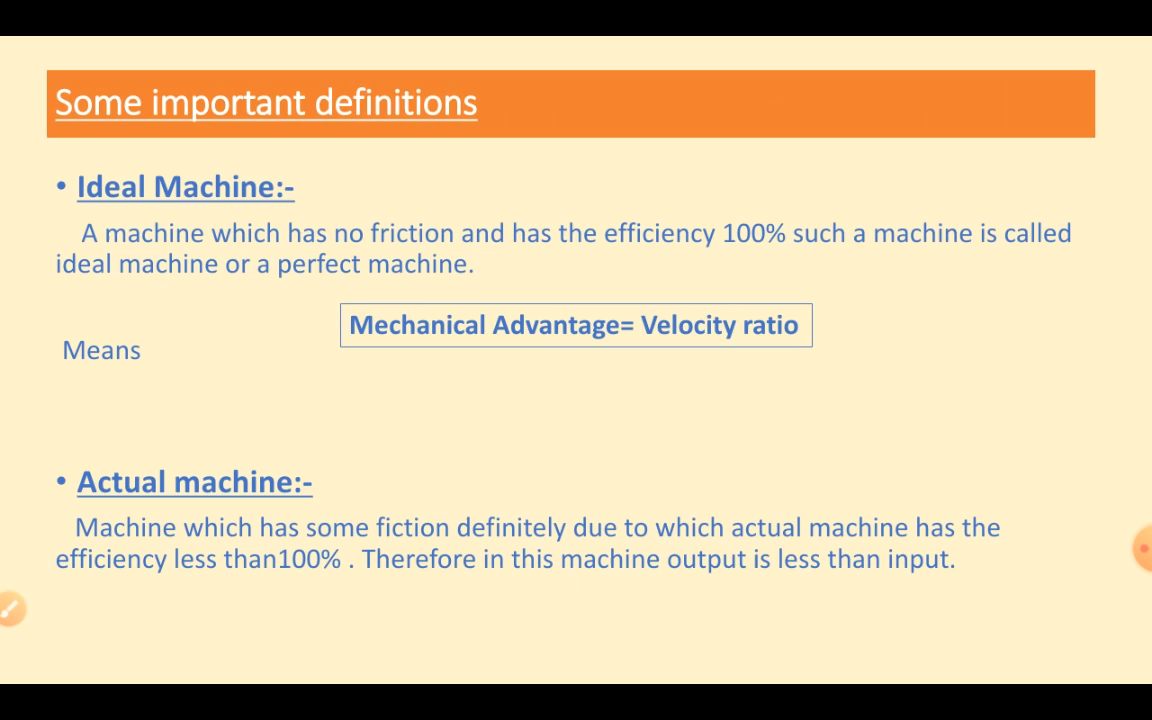 Some important definitions
• Ideal Machine:-
A machine which has no friction and has the efficiency 100% such a machine is called
ideal machine or a perfect machine.
Mechanical Advantage= Velocity ratio
Means
• Actual machine:-
Machine which has some fiction definitely due to which actual machine has the
efficiency less than100% . Therefore in this machine output is less than input.